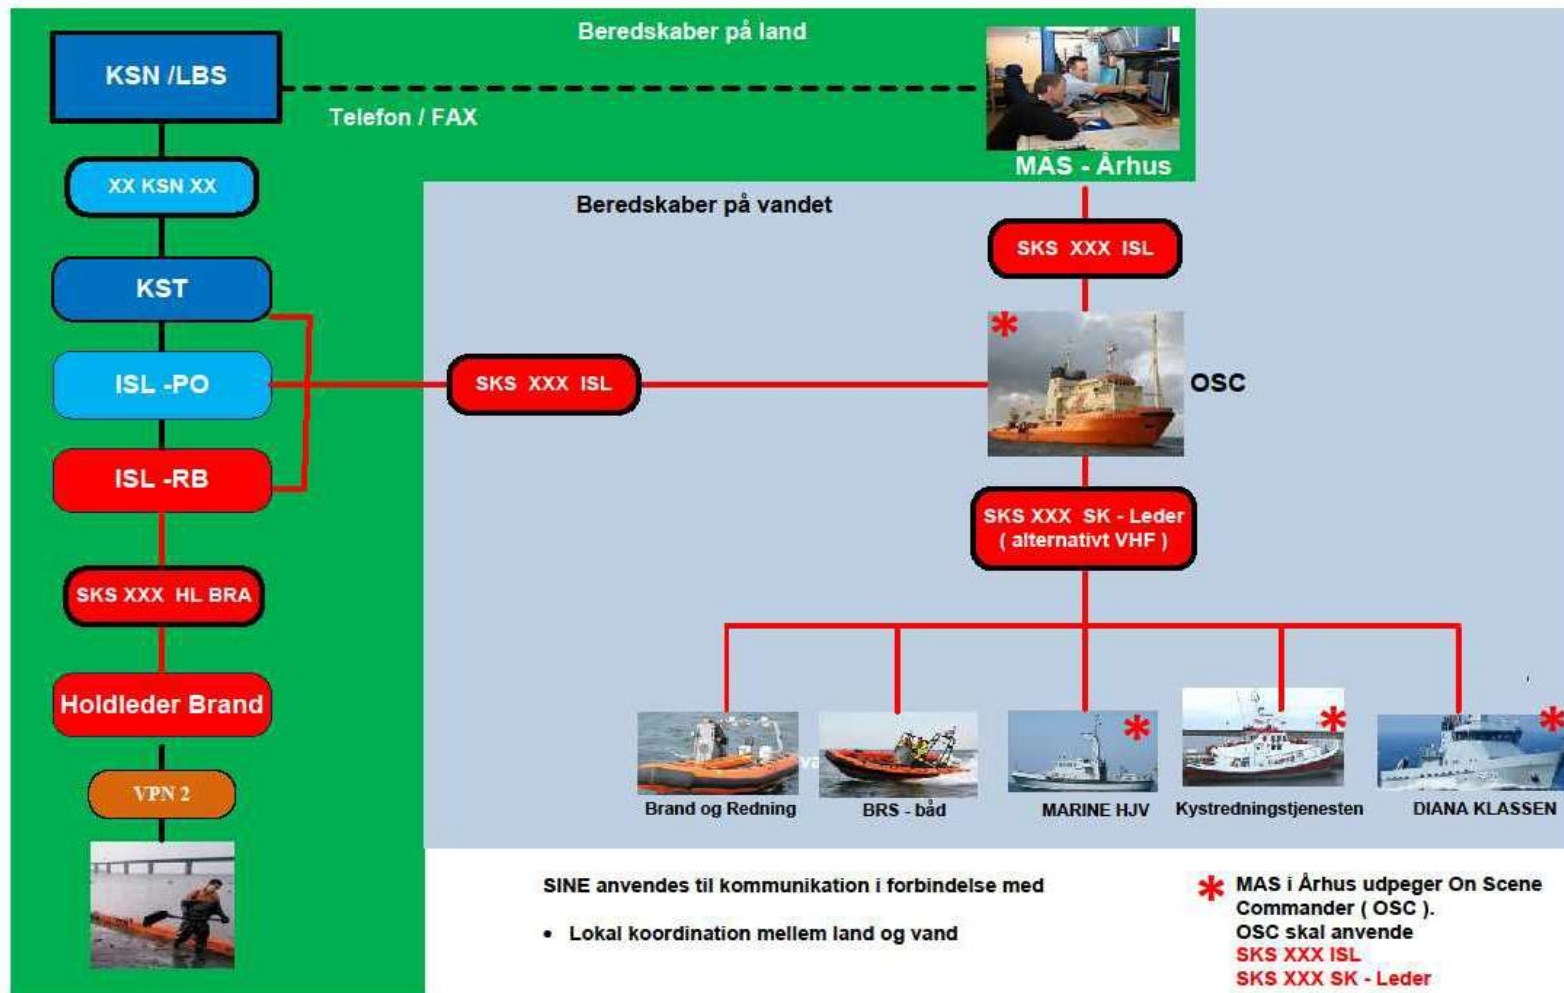 Beredskaber på land
KSN /LBS
Telefon / FAX
MAS - Århus
XX KSN XX
Beredskaber på vandet
SKS XXX ISL
KST
ISL -PO
SKS XXX ISL
OSC
ISL -RB
SKS XXX SK - Leder
( alternativt VHF )
SKS XXX HL BRA
Holdleder Brand
VPN 2
va
Brand og Redning
BRS - båd
MARINE HJV
Kystredningstjenesten
DIANA KLASSEN
SINE anvendes til kommunikation i forbindelse med
• Lokal koordination mellem land og vand
* MAS i Århus udpeger On Scene
Commander ( OSC ).
OSC skal anvende
SKS XXX ISL
SKS XXX SK - Leder